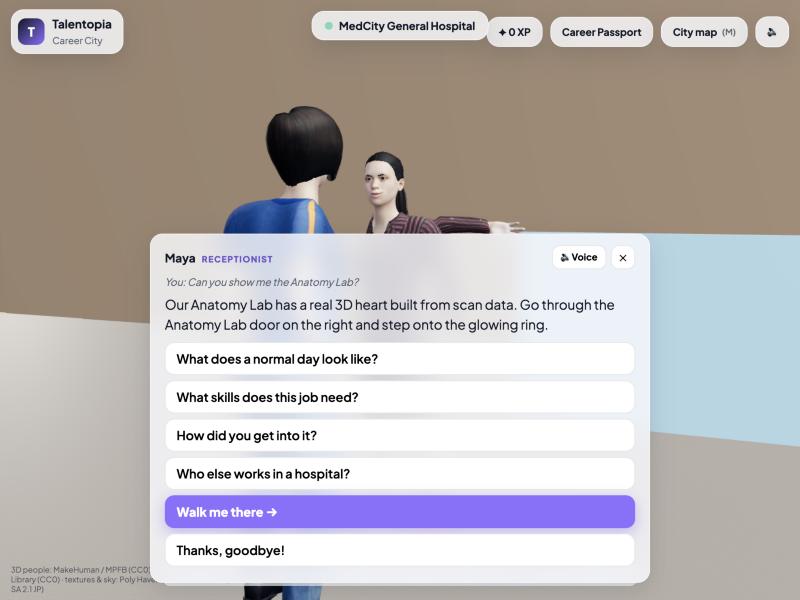 T
Talentopia
Career City
MedCity General Hospital
✦ 0 XP
Career Passport
City map (M)
Maya RECEPTIONIST
Voice
×
You: Can you show me the Anatomy Lab?
Our Anatomy Lab has a real 3D heart built from scan data. Go through the
Anatomy Lab door on the right and step onto the glowing ring.
What does a normal day look like?
What skills does this job need?
How did you get into it?
Who else works in a hospital?
Walk me there →
Thanks, goodbye!
3D people: MakeHuman / MPFB (CC0)
Library (CC0) · textures & sky: Poly Have
SA 2.1 JP)